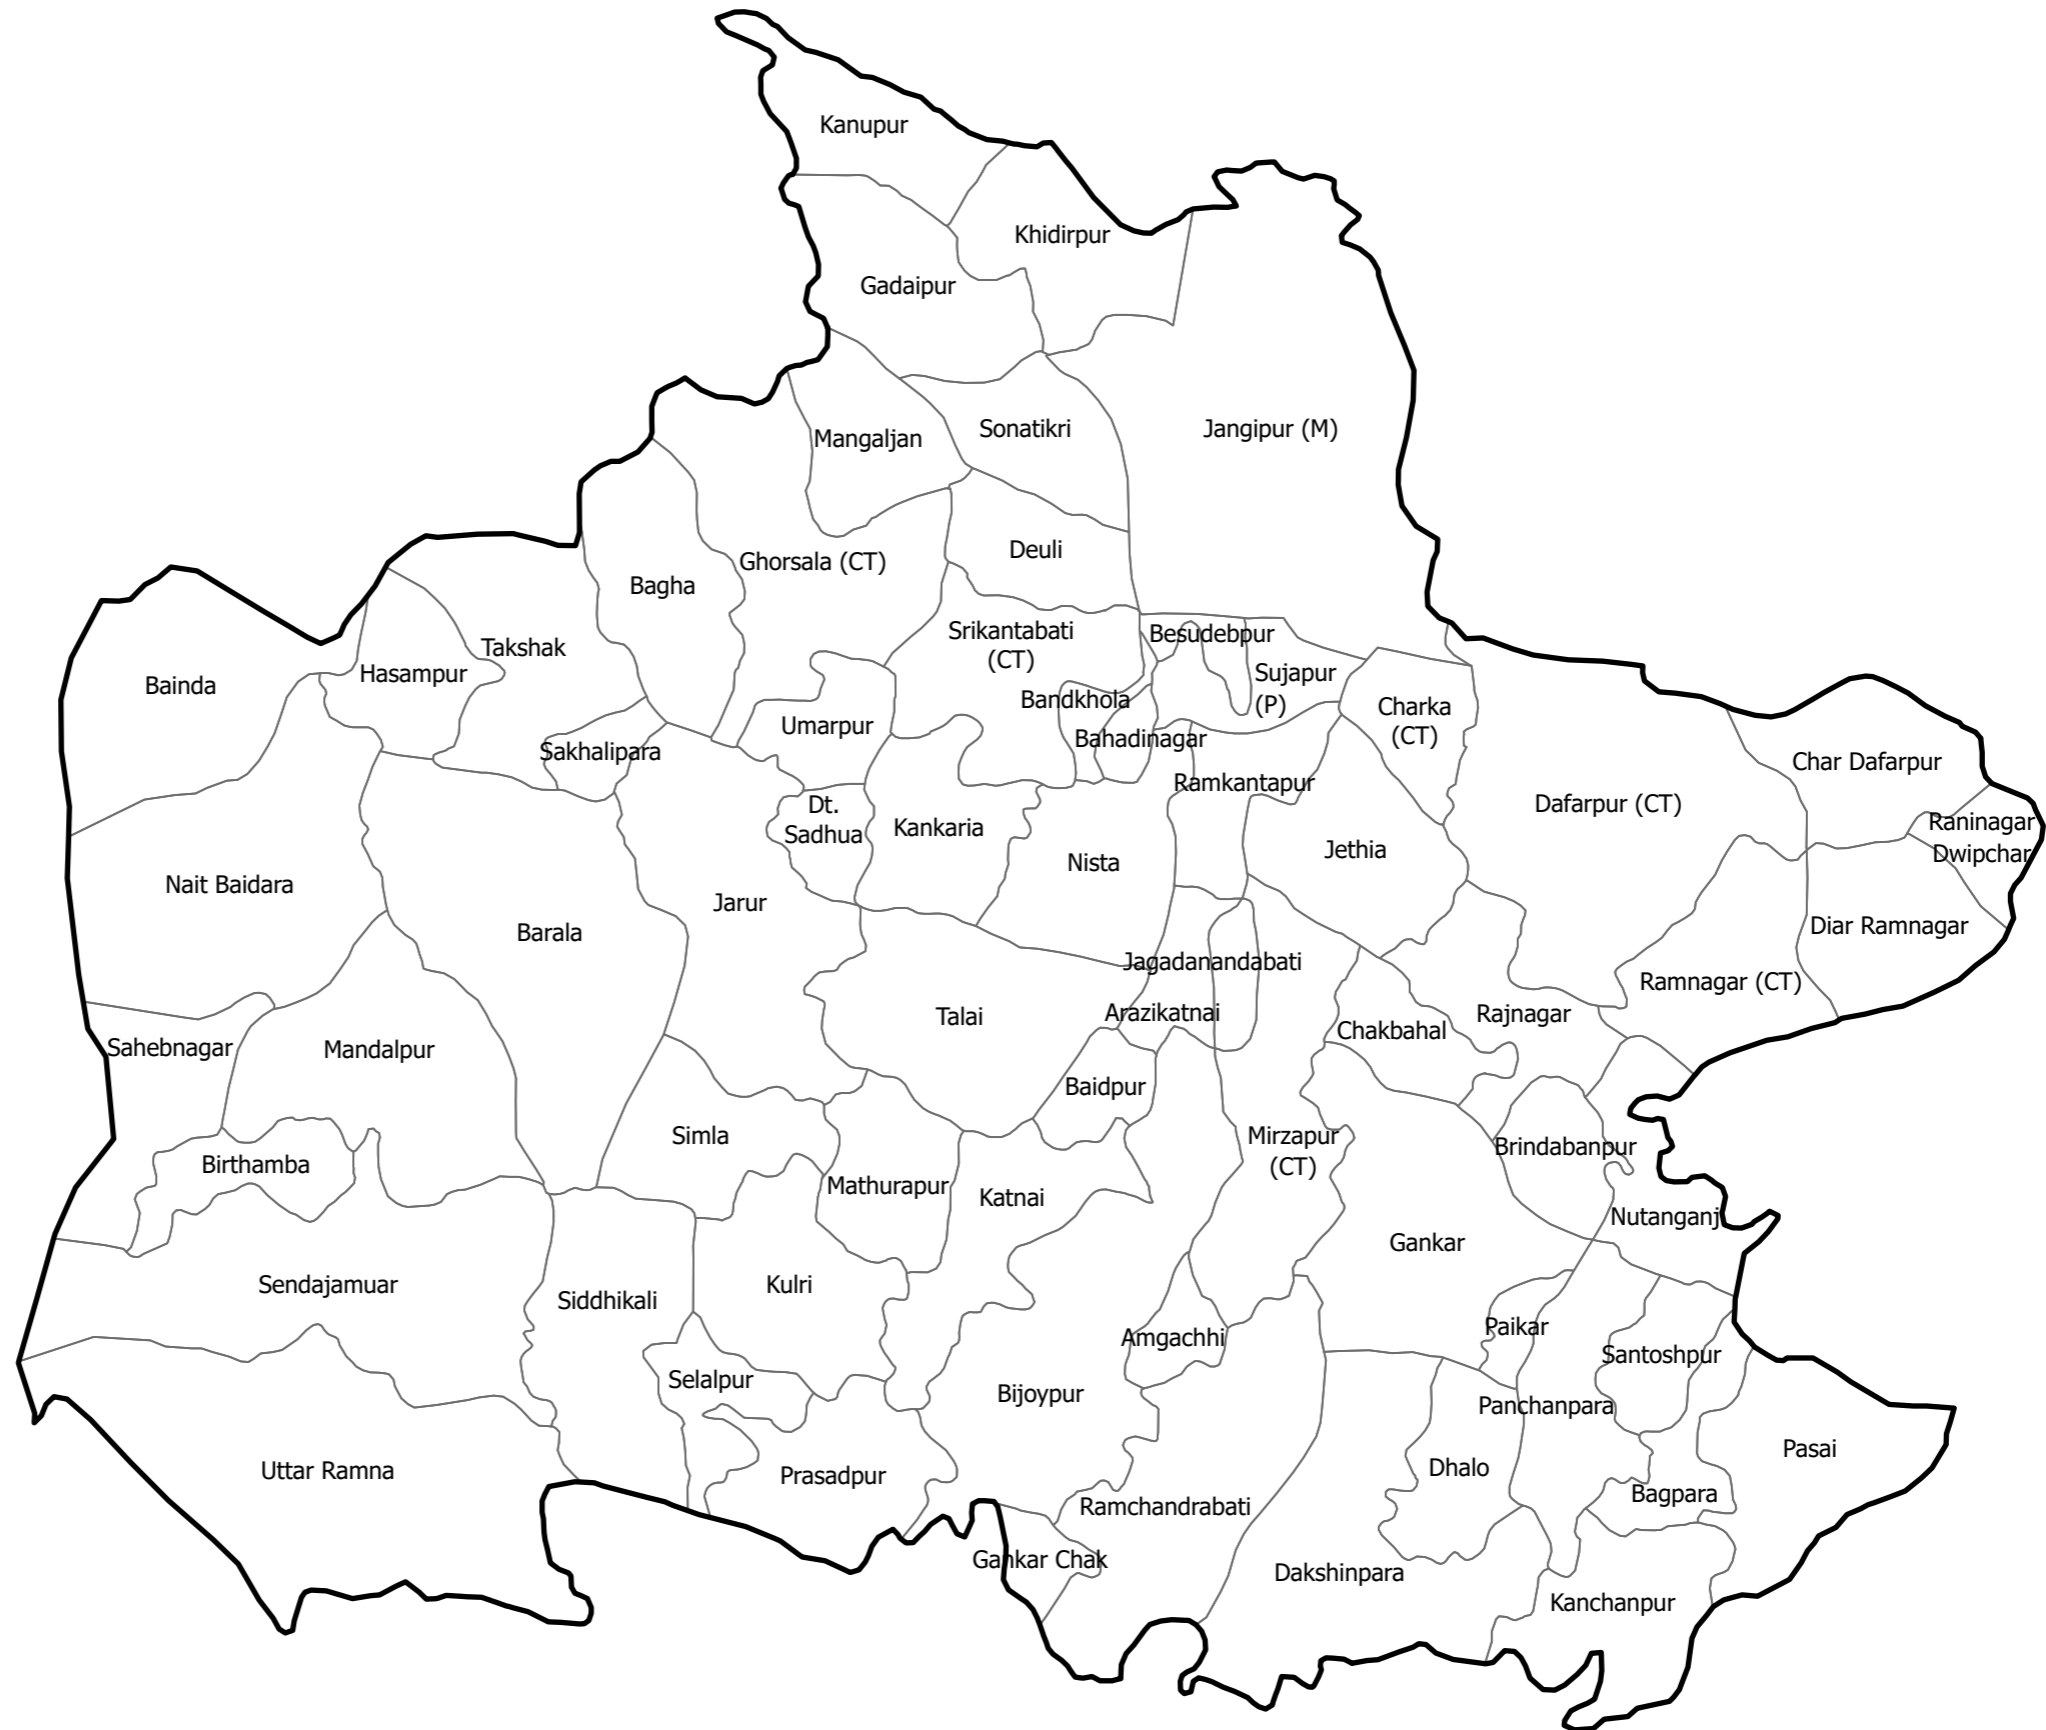 Kanupur
Khidirpur
Gadaipur
Sonatikri
Jangipur (M)
Mangaljan
Deuli
Ghorsala (CT)
Bagha
Srikantabati
(CT)
Besudebpur
Takshak
Hasampur
Sujapur
(P)
Bainda
Bandkhola
Charka
(CT)
Umarpur
Bahadinagar
Sakhalipara
Char Dafarpur
Ramkantapur
Dt.
Sadhua
Dafarpur (CT)
Raninagar
Dwipchar
Kankaria
Jethia
Nista
Nait Baidara
Jarur
Diar Ramnagar
Barala
Jagadanandabati
Ramnagar (CT)
Arazikatnai
Rajnagar
Talai
Chakbahal
Sahebnagar
Mandalpur
Baidpur
Simla
Mirzapur
(CT)
Brindabanpur
Birthamba
Mathurapur
Katnai
Nutanganj
Gankar
Sendajamuar
Kulri
Siddhikali
Paikar
Amgachhi
Santoshpur
Selalpur
Bijoypur
Panchanpara
Pasai
Dhalo
Uttar Ramna
Prasadpur
Bagpara
Ramchandrabati
Gankar Chak
Dakshinpara
Kanchanpur